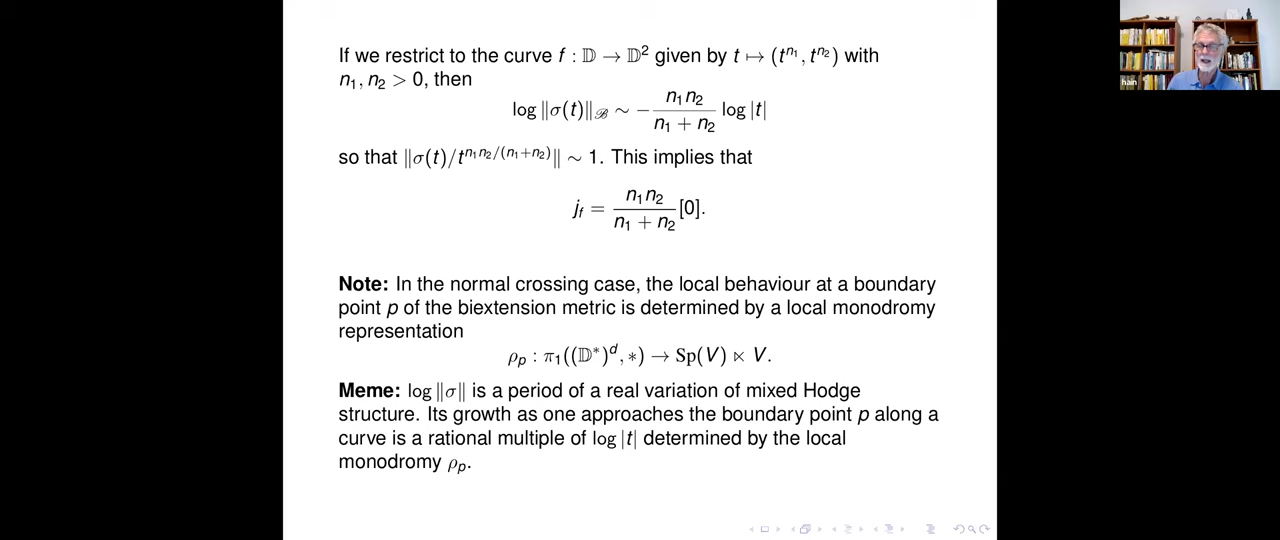 If we restrict to the curve f : 𝔻 → 𝔻² given by t ↦ (t^{n₁}, t^{n₂}) with
n₁, n₂ > 0, then
log ‖σ(t)‖_ℬ ∼ − \frac{n₁n₂}{n₁ + n₂} log |t|
so that ‖σ(t)/t^{n₁n₂/(n₁+n₂)}‖ ∼ 1. This implies that
j_f = \frac{n₁n₂}{n₁ + n₂}[0].
Note: In the normal crossing case, the local behaviour at a boundary
point p of the biextension metric is determined by a local monodromy
representation
ρ_p : π₁((𝔻*)^d, *) → Sp(V) ⋉ V.
Meme: log ‖σ‖ is a period of a real variation of mixed Hodge
structure. Its growth as one approaches the boundary point p along a
curve is a rational multiple of log |t| determined by the local
monodromy ρ_p.
hain